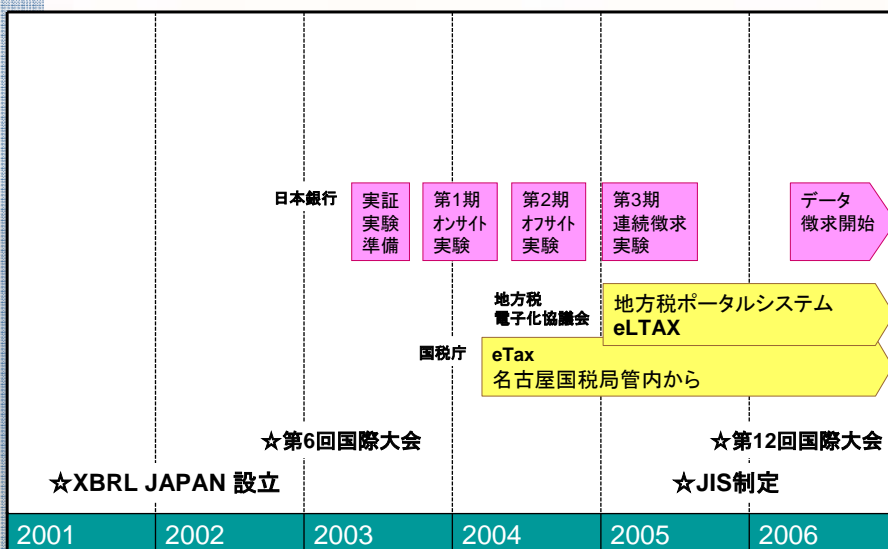 日本銀行
実証
実験
準備
第1期
オンサイト
実験
第2期
オフサイト
実験
第3期
連続徴求
実験
データ
徴求開始
地方税
電子化協議会
地方税ポータルシステム
eLTAX
国税庁
eTax
名古屋国税局管内から
☆第6回国際大会
☆第12回国際大会
☆XBRL JAPAN 設立
☆JIS制定
2001 2002 2003 2004 2005 2006